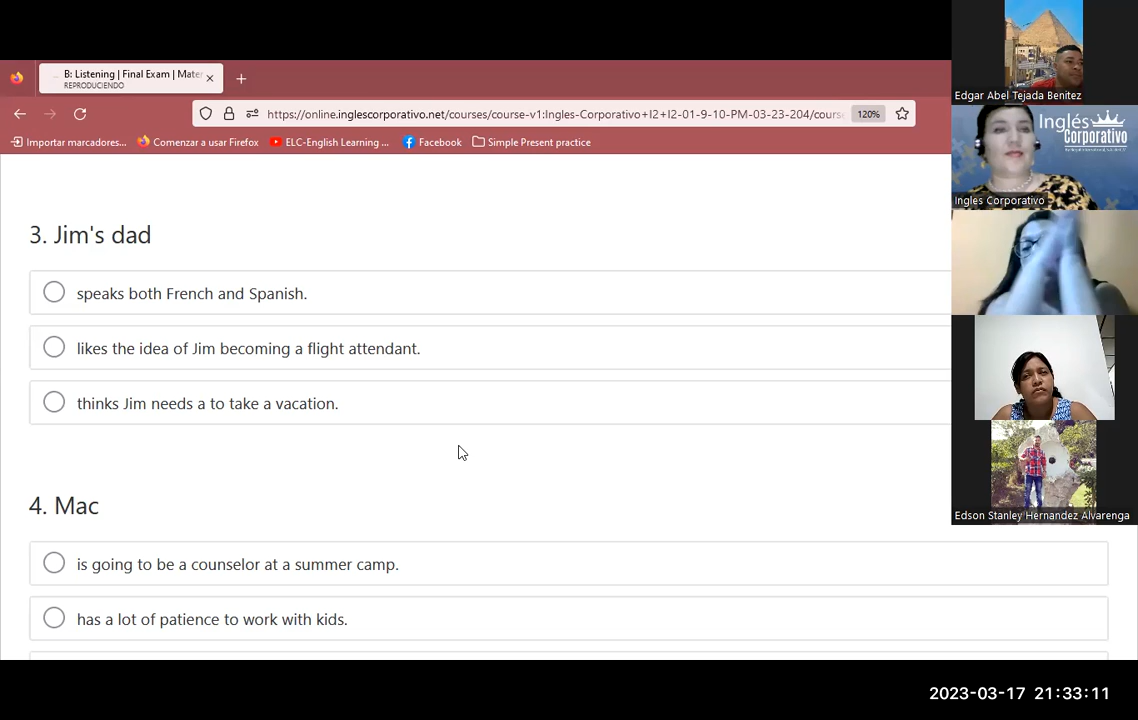 Edgar Abel Tejada Benitez
B: Listening | Final Exam | Mater
REPRODUCIENDO
https://online.inglescorporativo.net/courses/course-v1:Ingles-Corporativo+I2+I2-01-9-10-PM-03-23-204/cours
120%
Importar marcadores...
Comenzar a usar Firefox
ELC-English Learning ...
Facebook
Simple Present practice
Inglés
Corporativo
Ingles Corporativo
3. Jim's dad
speaks both French and Spanish.
likes the idea of Jim becoming a flight attendant.
thinks Jim needs a to take a vacation.
4. Mac
Edson Stanley Hernandez Alvarenga
is going to be a counselor at a summer camp.
has a lot of patience to work with kids.
2023-03-17 21:33:11